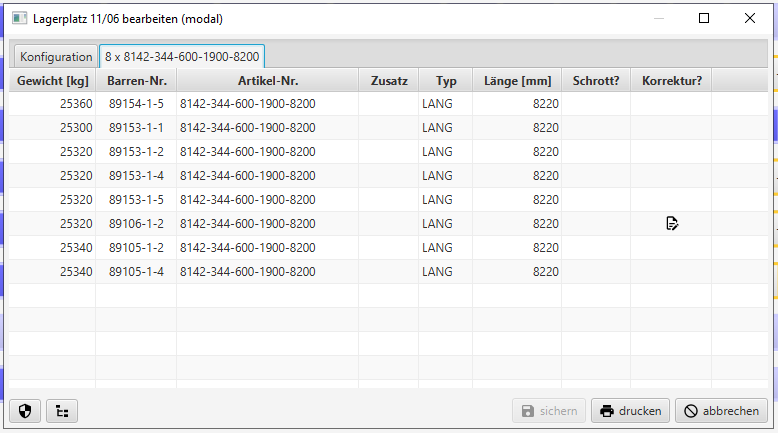 Lagerplatz 11/06 bearbeiten (modal)
Konfiguration 8 x 8142-344-600-1900-8200
Gewicht [kg] Barren-Nr. Artikel-Nr. Zusatz Typ Länge [mm] Schrott? Korrektur?
25360 89154-1-5 8142-344-600-1900-8200 LANG 8220
25300 89153-1-1 8142-344-600-1900-8200 LANG 8220
25320 89153-1-2 8142-344-600-1900-8200 LANG 8220
25320 89153-1-4 8142-344-600-1900-8200 LANG 8220
25320 89153-1-5 8142-344-600-1900-8200 LANG 8220
25320 89106-1-2 8142-344-600-1900-8200 LANG 8220
25340 89105-1-2 8142-344-600-1900-8200 LANG 8220
25340 89105-1-4 8142-344-600-1900-8200 LANG 8220
sichern drucken abbrechen